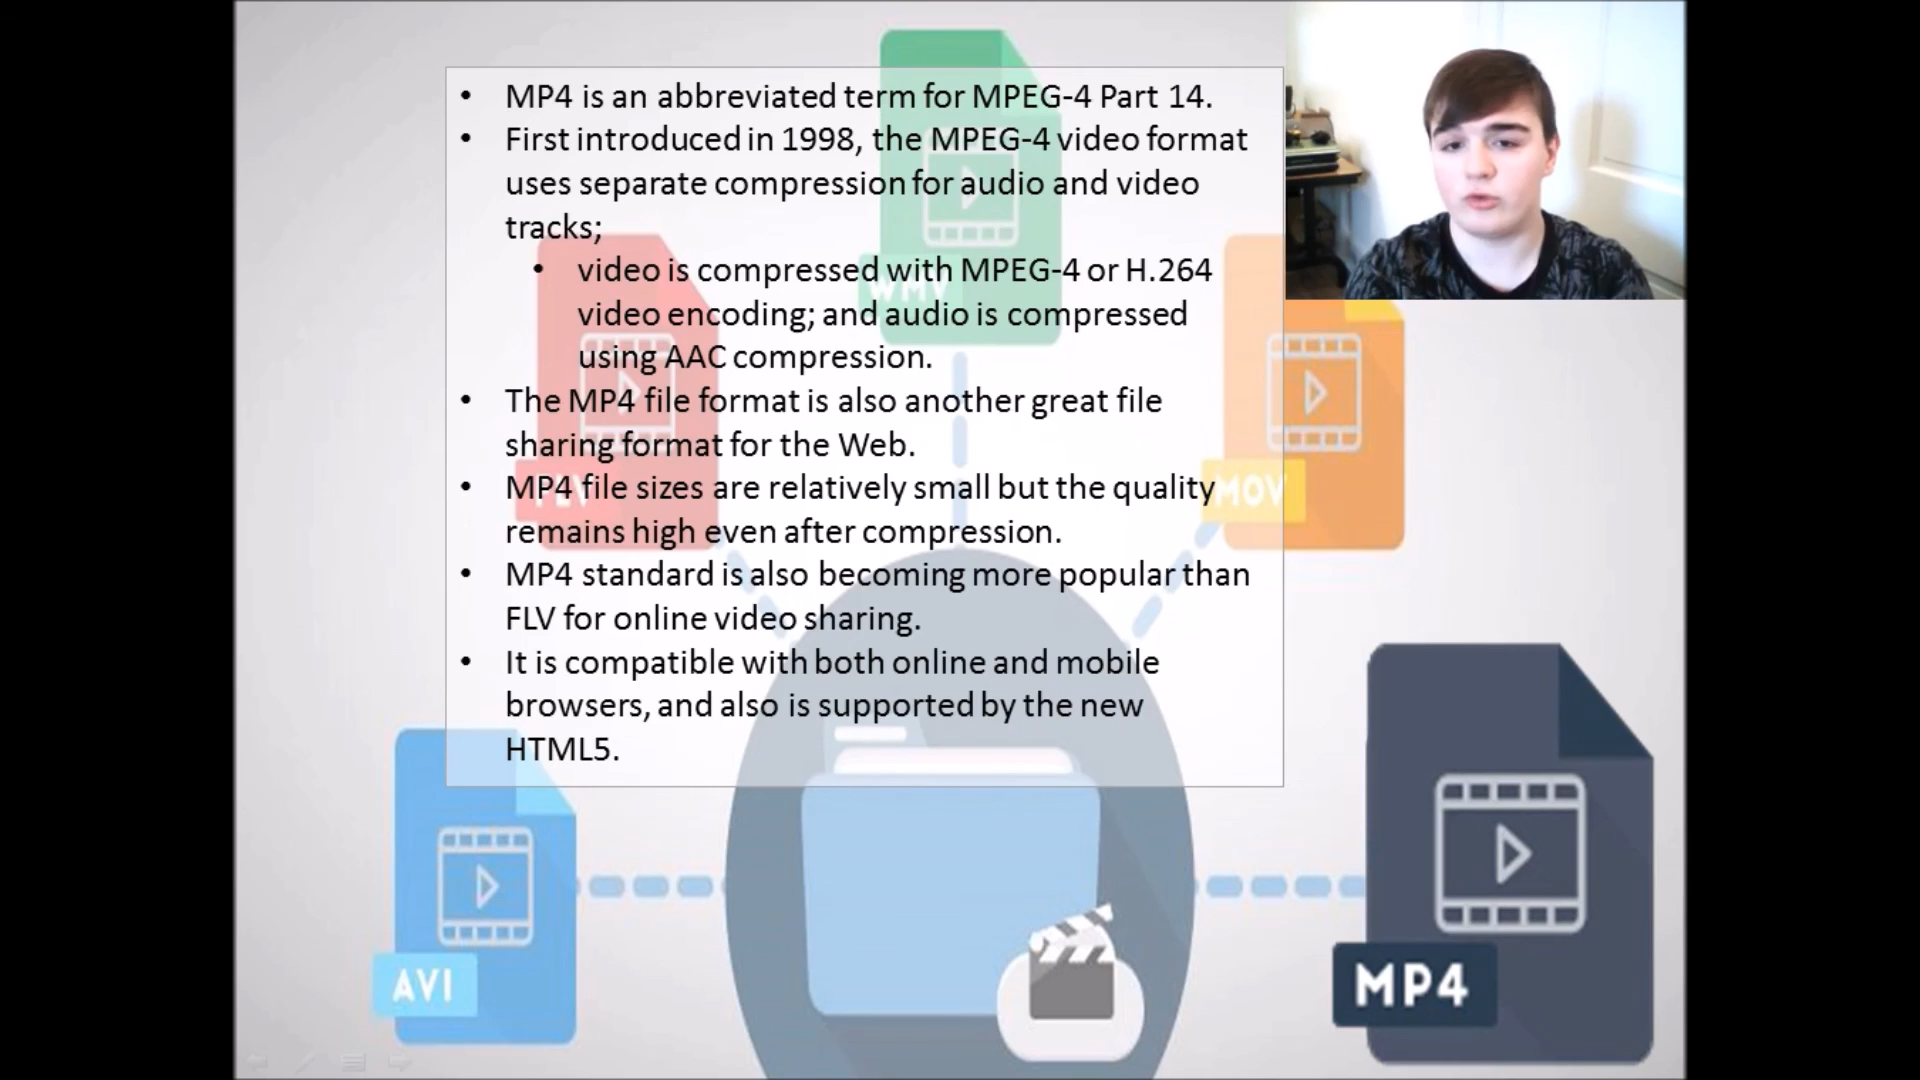 • MP4 is an abbreviated term for MPEG-4 Part 14.
• First introduced in 1998, the MPEG-4 video format
uses separate compression for audio and video
tracks;
• video is compressed with MPEG-4 or H.264
video encoding; and audio is compressed
using AAC compression.
• The MP4 file format is also another great file
sharing format for the Web.
• MP4 file sizes are relatively small but the quality
remains high even after compression.
• MP4 standard is also becoming more popular than
FLV for online video sharing.
• It is compatible with both online and mobile
browsers, and also is supported by the new
HTML5.
WMV
FLV
MOV
AVI
MP4